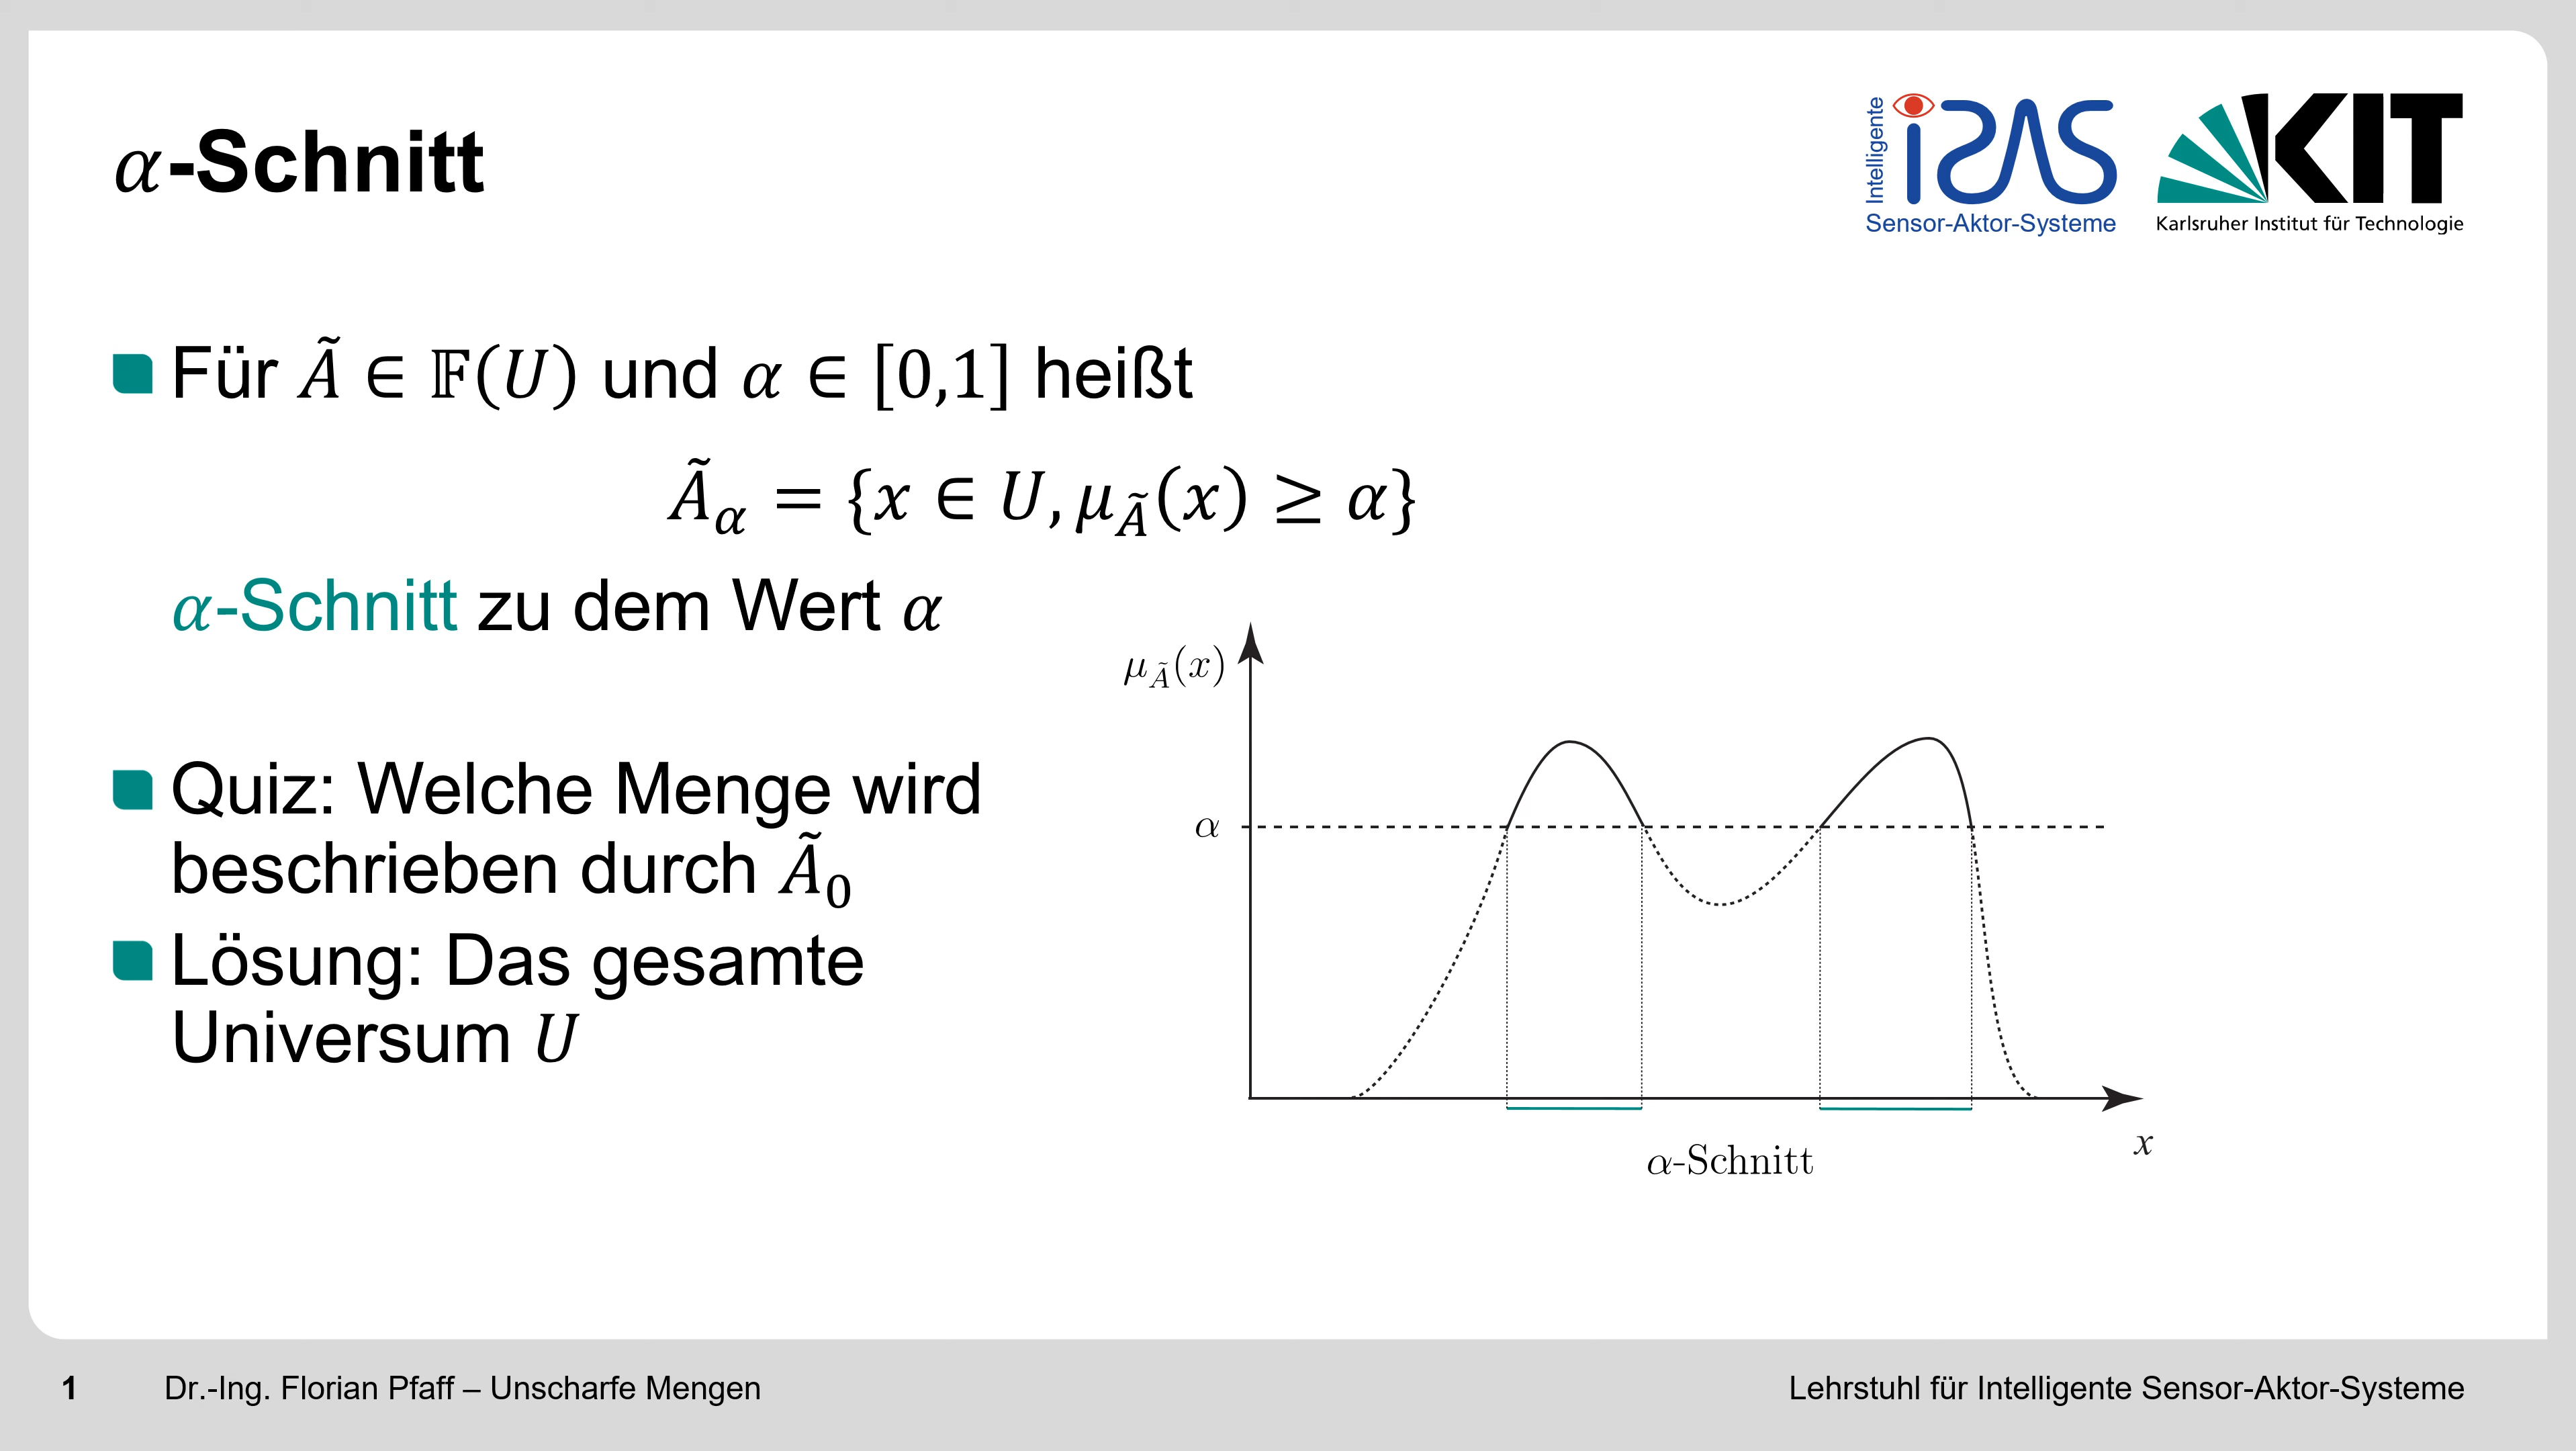 α-Schnitt
Intelligente
ISAS
Sensor-Aktor-Systeme
KIT
Karlsruher Institut für Technologie
Für Ã ∈ 𝔽(U) und α ∈ [0,1] heißt
Ã_α = {x ∈ U, μ_Ã(x) ≥ α}
α-Schnitt zu dem Wert α
Quiz: Welche Menge wird
beschrieben durch Ã₀
Lösung: Das gesamte
Universum U
μ_Ã(x)
α
x
α-Schnitt
1 Dr.-Ing. Florian Pfaff – Unscharfe Mengen Lehrstuhl für Intelligente Sensor-Aktor-Systeme